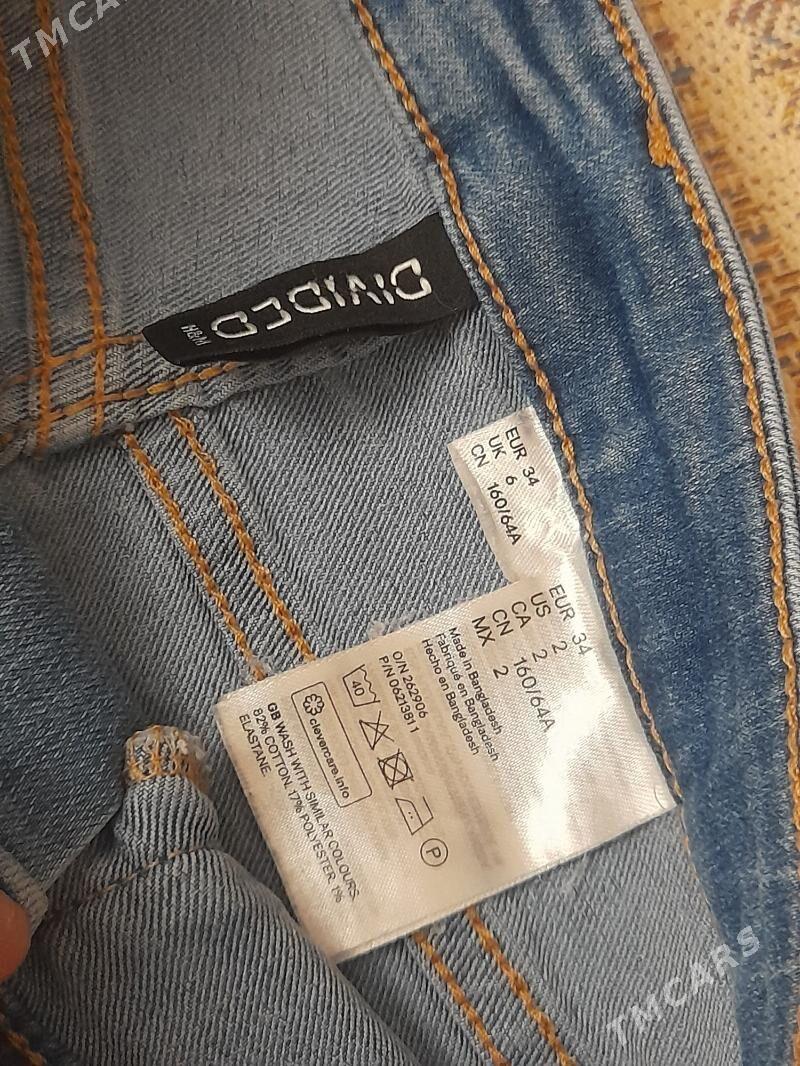 TMCARS
DIVIDED
H&M
EUR 34
UK 6
CN 160/64A
EUR 34
US 2
CA 2
CN 160/64A
MX 2
Made in Bangladesh
Fabriqué en Bangladesh
Hecho en Bangladesh
O/N 262906
P/N 06213811
40
P
clevercare.info
GB WASH WITH SIMILAR COLOURS.
82% COTTON. 17% POLYESTER. 1%
ELASTANE.
TMCARS